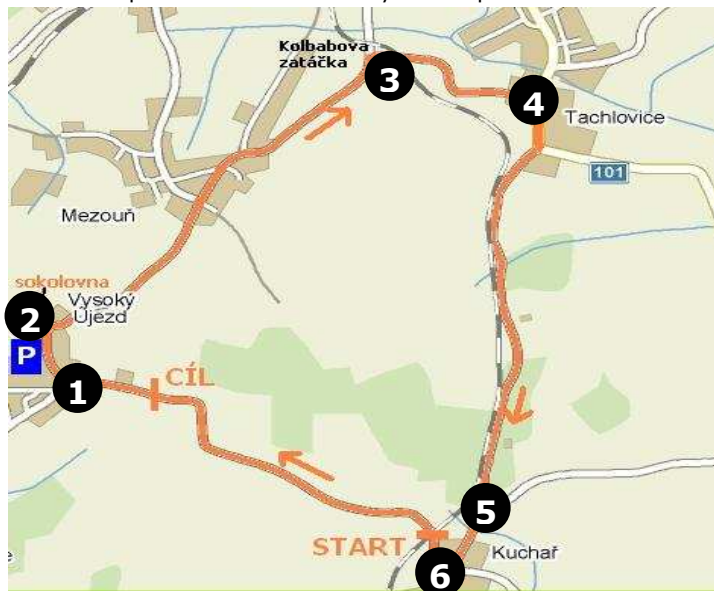 Kolbabova
zatáčka
3
4
Tachlovice
101
Mezouň
sokolovna
Vysoký
Újezd
2
P
1
CÍL
5
START
Kuchař
6